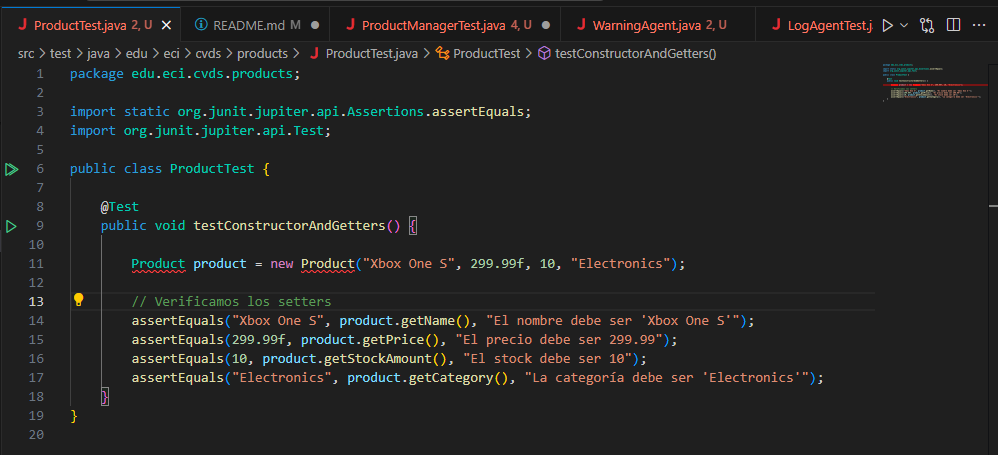 ProductTest.java 2, U README.md M ProductManagerTest.java 4, U WarningAgent.java 2, U LogAgentTest.j
src > test > java > edu > eci > cvds > products > ProductTest.java > ProductTest > testConstructorAndGetters()
1 package edu.eci.cvds.products;
2
3 import static org.junit.jupiter.api.Assertions.assertEquals;
4 import org.junit.jupiter.api.Test;
5
6 public class ProductTest {
7
8 @Test
9 public void testConstructorAndGetters() {
10
11 Product product = new Product("Xbox One S", 299.99f, 10, "Electronics");
12
13 // Verificamos los setters
14 assertEquals("Xbox One S", product.getName(), "El nombre debe ser 'Xbox One S'");
15 assertEquals(299.99f, product.getPrice(), "El precio debe ser 299.99");
16 assertEquals(10, product.getStockAmount(), "El stock debe ser 10");
17 assertEquals("Electronics", product.getCategory(), "La categoría debe ser 'Electronics'");
18 }
19 }
20